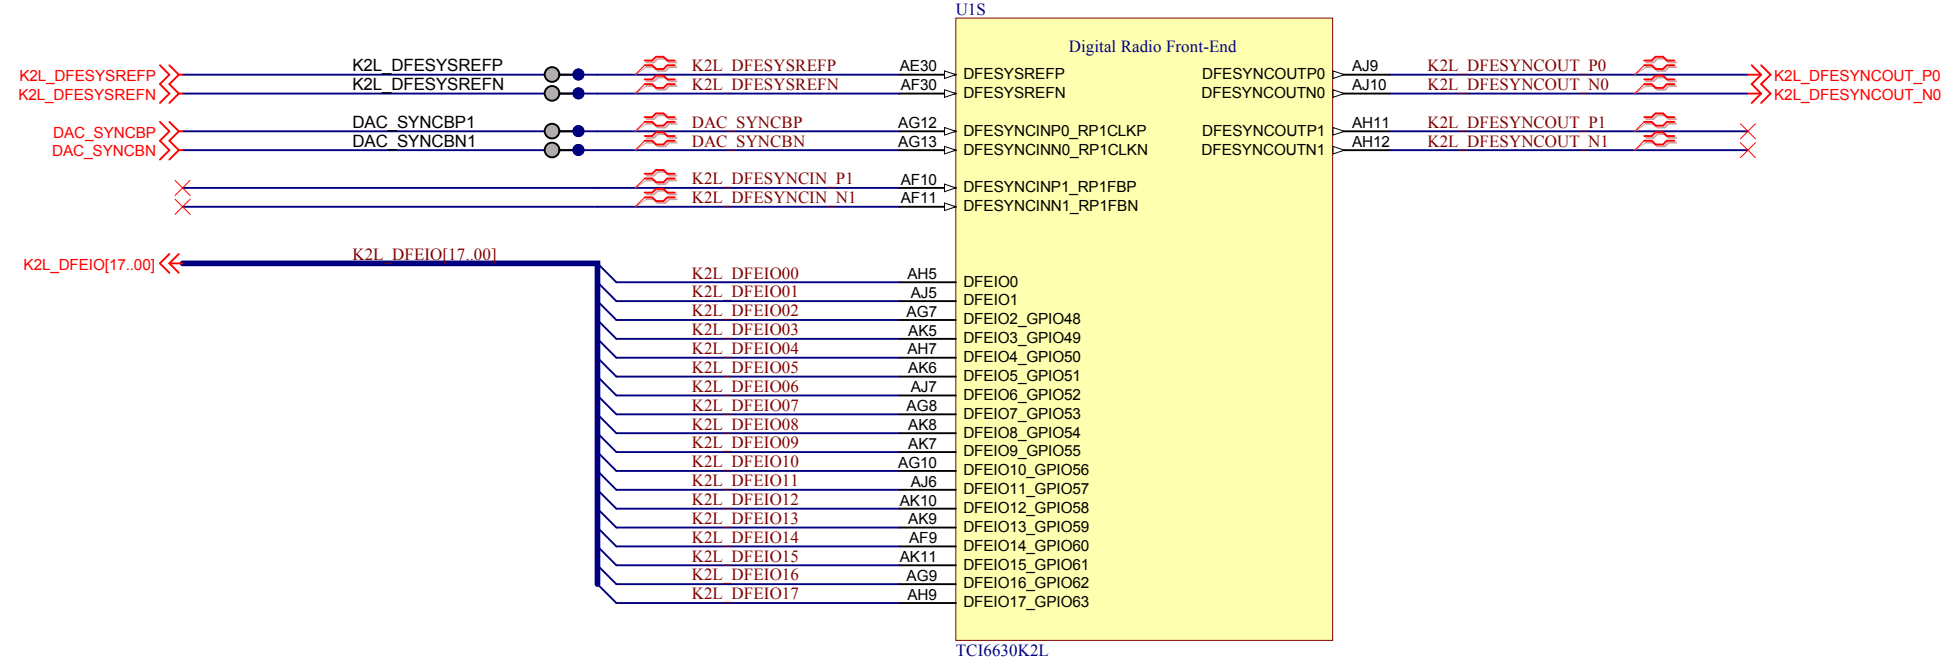 U1S
Digital Radio Front-End
K2L_DFESYSREFP K2L_DFESYSREFP K2L_DFESYSREFP AE30 DFESYSREFP DFESYNCOUTP0 AJ9 K2L_DFESYNCOUT_P0 K2L_DFESYNCOUT_P0
K2L_DFESYSREFN K2L_DFESYSREFN K2L_DFESYSREFN AF30 DFESYSREFN DFESYNCOUTN0 AJ10 K2L_DFESYNCOUT_N0 K2L_DFESYNCOUT_N0
DAC_SYNCBP DAC_SYNCBP1 DAC_SYNCBP AG12 DFESYNCINP0_RP1CLKP DFESYNCOUTP1 AH11 K2L_DFESYNCOUT_P1
DAC_SYNCBN DAC_SYNCBN1 DAC_SYNCBN AG13 DFESYNCINN0_RP1CLKN DFESYNCOUTN1 AH12 K2L_DFESYNCOUT_N1
K2L_DFESYNCIN_P1 AF10 DFESYNCINP1_RP1FBP
K2L_DFESYNCIN_N1 AF11 DFESYNCINN1_RP1FBN
K2L_DFEIO[17..00] K2L_DFEIO[17..00]
K2L_DFEIO00 AH5 DFEIO0
K2L_DFEIO01 AJ5 DFEIO1
K2L_DFEIO02 AG7 DFEIO2_GPIO48
K2L_DFEIO03 AK5 DFEIO3_GPIO49
K2L_DFEIO04 AH7 DFEIO4_GPIO50
K2L_DFEIO05 AK6 DFEIO5_GPIO51
K2L_DFEIO06 AJ7 DFEIO6_GPIO52
K2L_DFEIO07 AG8 DFEIO7_GPIO53
K2L_DFEIO08 AK8 DFEIO8_GPIO54
K2L_DFEIO09 AK7 DFEIO9_GPIO55
K2L_DFEIO10 AG10 DFEIO10_GPIO56
K2L_DFEIO11 AJ6 DFEIO11_GPIO57
K2L_DFEIO12 AK10 DFEIO12_GPIO58
K2L_DFEIO13 AK9 DFEIO13_GPIO59
K2L_DFEIO14 AF9 DFEIO14_GPIO60
K2L_DFEIO15 AK11 DFEIO15_GPIO61
K2L_DFEIO16 AG9 DFEIO16_GPIO62
K2L_DFEIO17 AH9 DFEIO17_GPIO63
TCI6630K2L